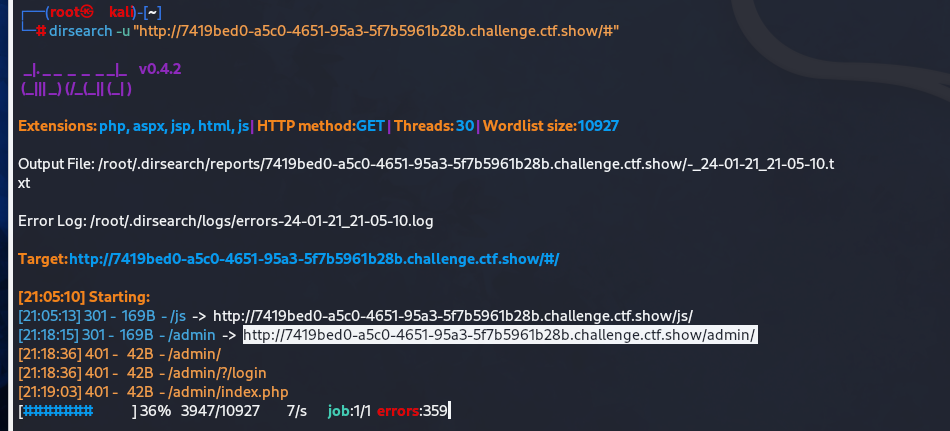 ┌──(root㉿kali)-[~]
└─# dirsearch -u "http://7419bed0-a5c0-4651-95a3-5f7b5961b28b.challenge.ctf.show/#"
_|. _ _ _ _ _ _|_ v0.4.2
(_||| _) (/_(_|| (_| )
Extensions: php, aspx, jsp, html, js | HTTP method: GET | Threads: 30 | Wordlist size: 10927
Output File: /root/.dirsearch/reports/7419bed0-a5c0-4651-95a3-5f7b5961b28b.challenge.ctf.show/-_24-01-21_21-05-10.t
xt
Error Log: /root/.dirsearch/logs/errors-24-01-21_21-05-10.log
Target: http://7419bed0-a5c0-4651-95a3-5f7b5961b28b.challenge.ctf.show/#/
[21:05:10] Starting:
[21:05:13] 301 - 169B - /js -> http://7419bed0-a5c0-4651-95a3-5f7b5961b28b.challenge.ctf.show/js/
[21:18:15] 301 - 169B - /admin -> http://7419bed0-a5c0-4651-95a3-5f7b5961b28b.challenge.ctf.show/admin/
[21:18:36] 401 - 42B - /admin/
[21:18:36] 401 - 42B - /admin/?/login
[21:19:03] 401 - 42B - /admin/index.php
[####### ] 36% 3947/10927 7/s job:1/1 errors:359